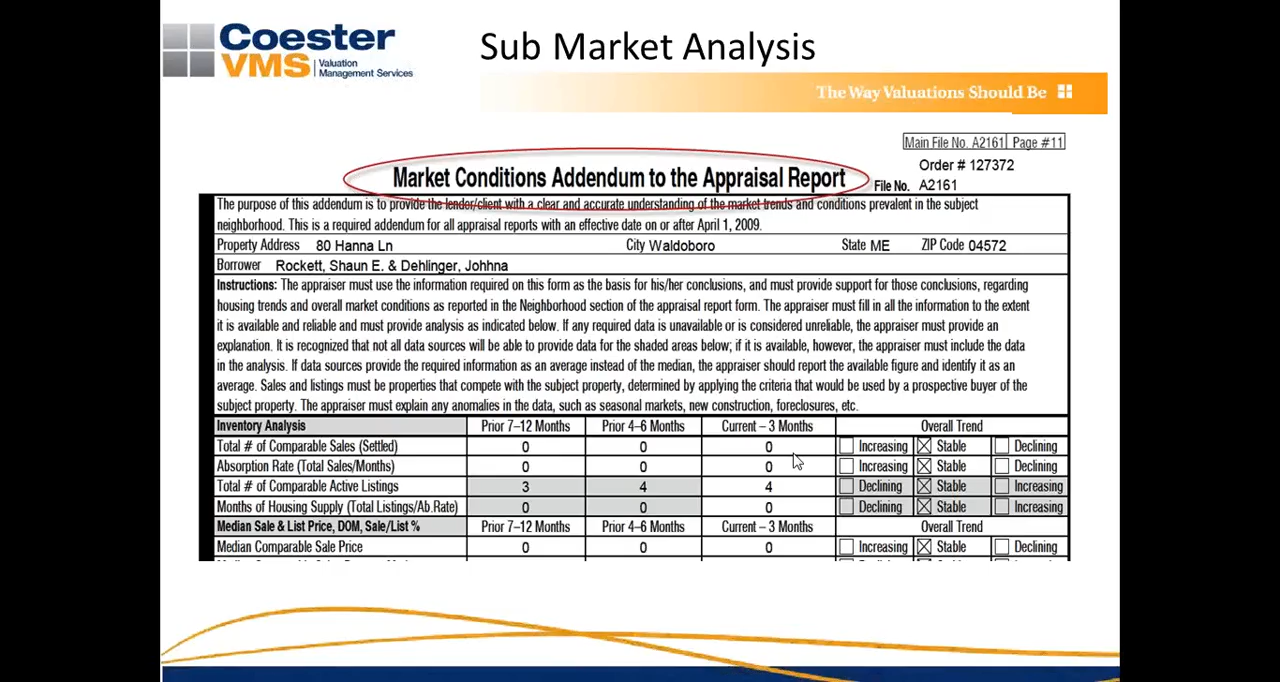 Coester
VMS
Valuation
Management Services
Sub Market Analysis
The Way Valuations Should Be
Main File No. A2161 Page #11
Order # 127372
Market Conditions Addendum to the Appraisal Report
File No. A2161
The purpose of this addendum is to provide the lender/client with a clear and accurate understanding of the market trends and conditions prevalent in the subject
neighborhood. This is a required addendum for all appraisal reports with an effective date on or after April 1, 2009.
Property Address 80 Hanna Ln City Waldoboro State ME ZIP Code 04572
Borrower Rockett, Shaun E. & Dehlinger, Johhna
Instructions: The appraiser must use the information required on this form as the basis for his/her conclusions, and must provide support for those conclusions, regarding
housing trends and overall market conditions as reported in the Neighborhood section of the appraisal report form. The appraiser must fill in all the information to the extent
it is available and reliable and must provide analysis as indicated below. If any required data is unavailable or is considered unreliable, the appraiser must provide an
explanation. It is recognized that not all data sources will be able to provide data for the shaded areas below; if it is available, however, the appraiser must include the data
in the analysis. If data sources provide the required information as an average instead of the median, the appraiser should report the available figure and identify it as an
average. Sales and listings must be properties that compete with the subject property, determined by applying the criteria that would be used by a prospective buyer of the
subject property. The appraiser must explain any anomalies in the data, such as seasonal markets, new construction, foreclosures, etc.
Inventory Analysis Prior 7–12 Months Prior 4–6 Months Current – 3 Months Overall Trend
Total # of Comparable Sales (Settled) 0 0 0 Increasing Stable Declining
Absorption Rate (Total Sales/Months) 0 0 0 Increasing Stable Declining
Total # of Comparable Active Listings 3 4 4 Declining Stable Increasing
Months of Housing Supply (Total Listings/Ab.Rate) 0 0 0 Declining Stable Increasing
Median Sale & List Price, DOM, Sale/List % Prior 7–12 Months Prior 4–6 Months Current – 3 Months Overall Trend
Median Comparable Sale Price 0 0 0 Increasing Stable Declining